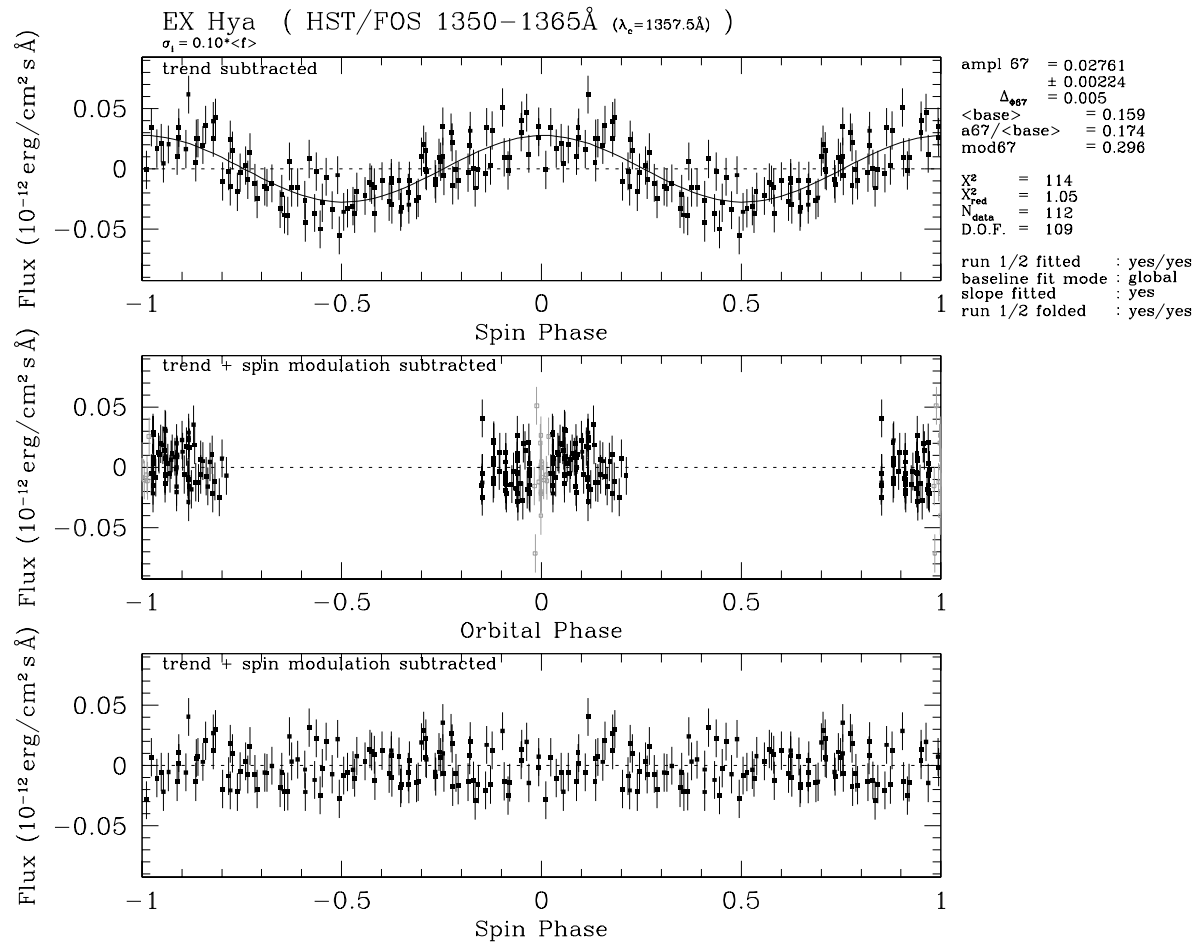 EX Hya ( HST/FOS 1350−1365Å (λc=1357.5Å) )
σi = 0.10*<f>
trend subtracted
Flux (10−12 erg/cm2 s Å)
0.05
0
−0.05
−1
−0.5
0
0.5
1
Spin Phase
ampl 67 = 0.02761
± 0.00224
ΔΦ67 = 0.005
<base> = 0.159
a67/<base> = 0.174
mod67 = 0.296
X2 = 114
X2red = 1.05
Ndata = 112
D.O.F. = 109
run 1/2 fitted : yes/yes
baseline fit mode : global
slope fitted : yes
run 1/2 folded : yes/yes
trend + spin modulation subtracted
Flux (10−12 erg/cm2 s Å)
0.05
0
−0.05
−1
−0.5
0
0.5
1
Orbital Phase
trend + spin modulation subtracted
Flux (10−12 erg/cm2 s Å)
0.05
0
−0.05
−1
−0.5
0
0.5
1
Spin Phase